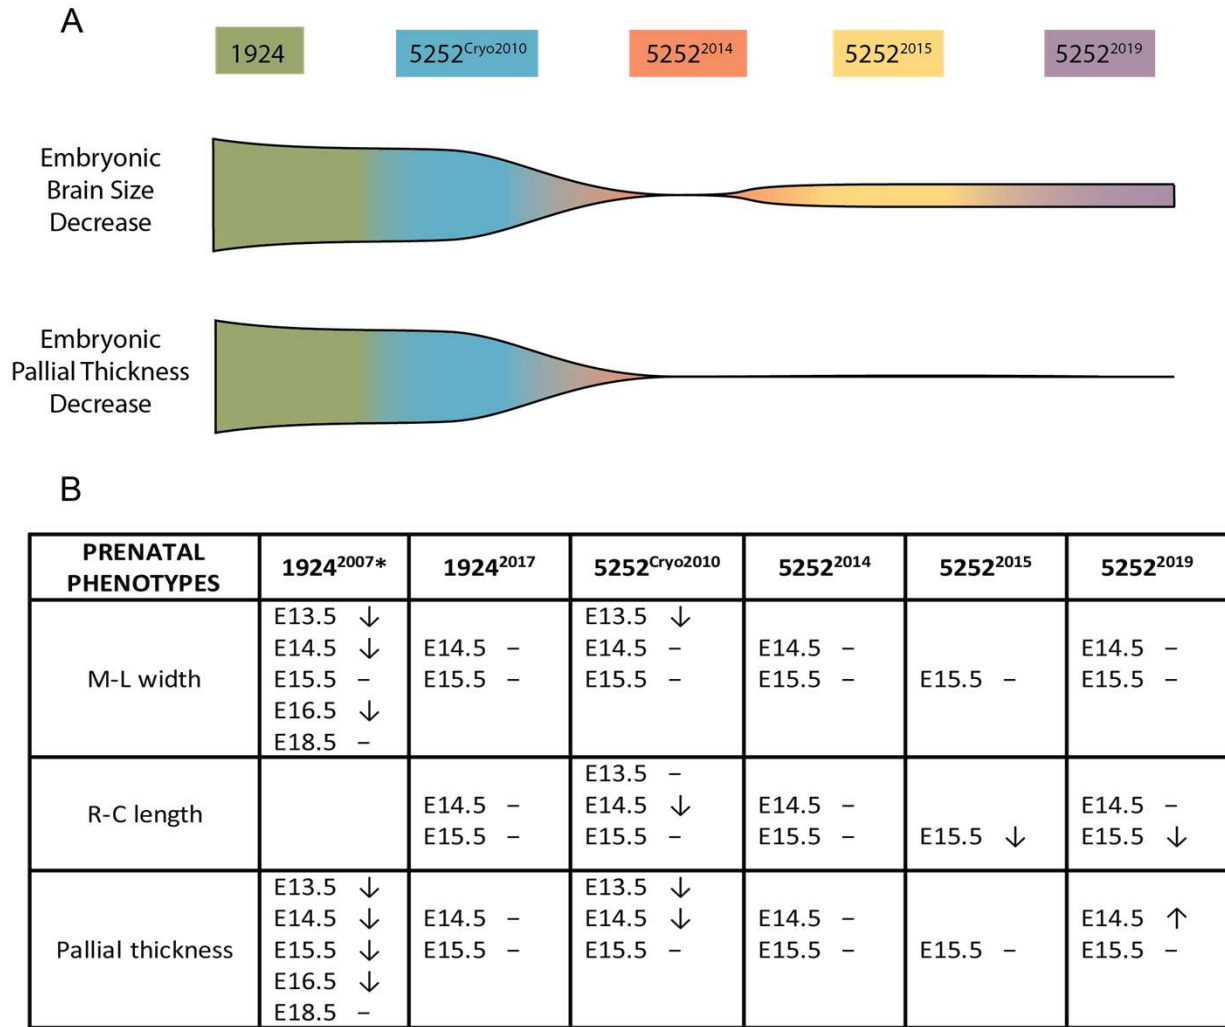 A
1924 5252Cryo2010 52522014 52522015 52522019
Embryonic
Brain Size
Decrease
Embryonic
Pallial Thickness
Decrease
B
PRENATAL
PHENOTYPES
19242007*
19242017
5252Cryo2010
52522014
52522015
52522019
M-L width
E13.5 ↓
E14.5 ↓
E15.5 –
E16.5 ↓
E18.5 –
E14.5 –
E15.5 –
E13.5 ↓
E14.5 –
E15.5 –
E14.5 –
E15.5 –
E15.5 –
E14.5 –
E15.5 –
R-C length
E14.5 –
E15.5 –
E13.5 –
E14.5 ↓
E15.5 –
E14.5 –
E15.5 –
E15.5 ↓
E14.5 –
E15.5 ↓
Pallial thickness
E13.5 ↓
E14.5 ↓
E15.5 ↓
E16.5 ↓
E18.5 –
E14.5 –
E15.5 –
E13.5 ↓
E14.5 ↓
E15.5 –
E14.5 –
E15.5 –
E15.5 –
E14.5 ↑
E15.5 –